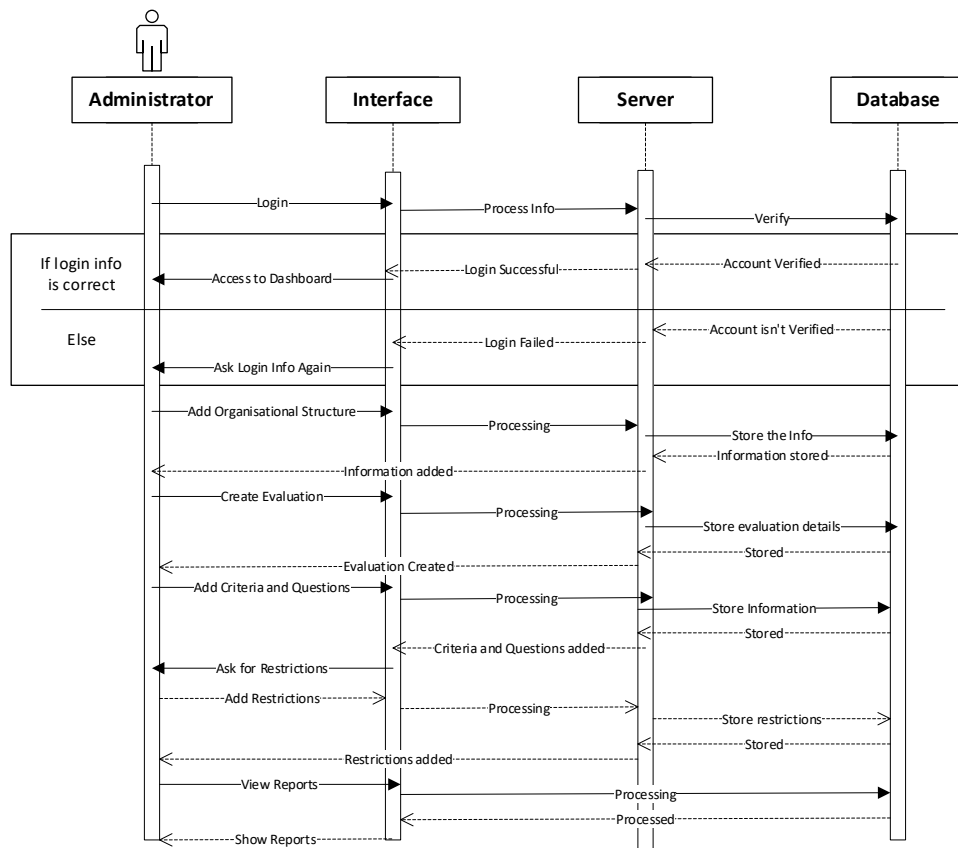 Administrator
Interface
Server
Database
Login
Process Info
Verify
If login info
is correct
Account Verified
Login Successful
Access to Dashboard
Else
Account isn't Verified
Login Failed
Ask Login Info Again
Add Organisational Structure
Processing
Store the Info
Information stored
Information added
Create Evaluation
Processing
Store evaluation details
Stored
Evaluation Created
Add Criteria and Questions
Processing
Store Information
Stored
Criteria and Questions added
Ask for Restrictions
Add Restrictions
Processing
Store restrictions
Stored
Restrictions added
View Reports
Processing
Processed
Show Reports